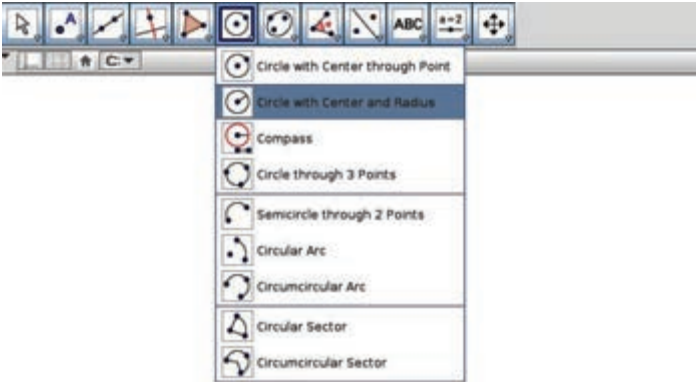 A
ABC
a=2
C:
Circle with Center through Point
Circle with Center and Radius
Compass
Circle through 3 Points
Semicircle through 2 Points
Circular Arc
Circumcircular Arc
Circular Sector
Circumcircular Sector